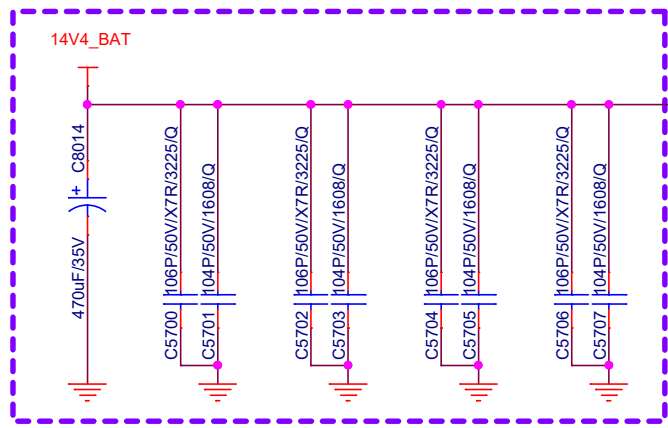 14V4_BAT
C8014
+
470uF/35V
106P/50V/X7R/3225/Q
C5700
104P/50V/1608/Q
C5701
106P/50V/X7R/3225/Q
C5702
104P/50V/1608/Q
C5703
106P/50V/X7R/3225/Q
C5704
104P/50V/1608/Q
C5705
106P/50V/X7R/3225/Q
C5706
104P/50V/1608/Q
C5707